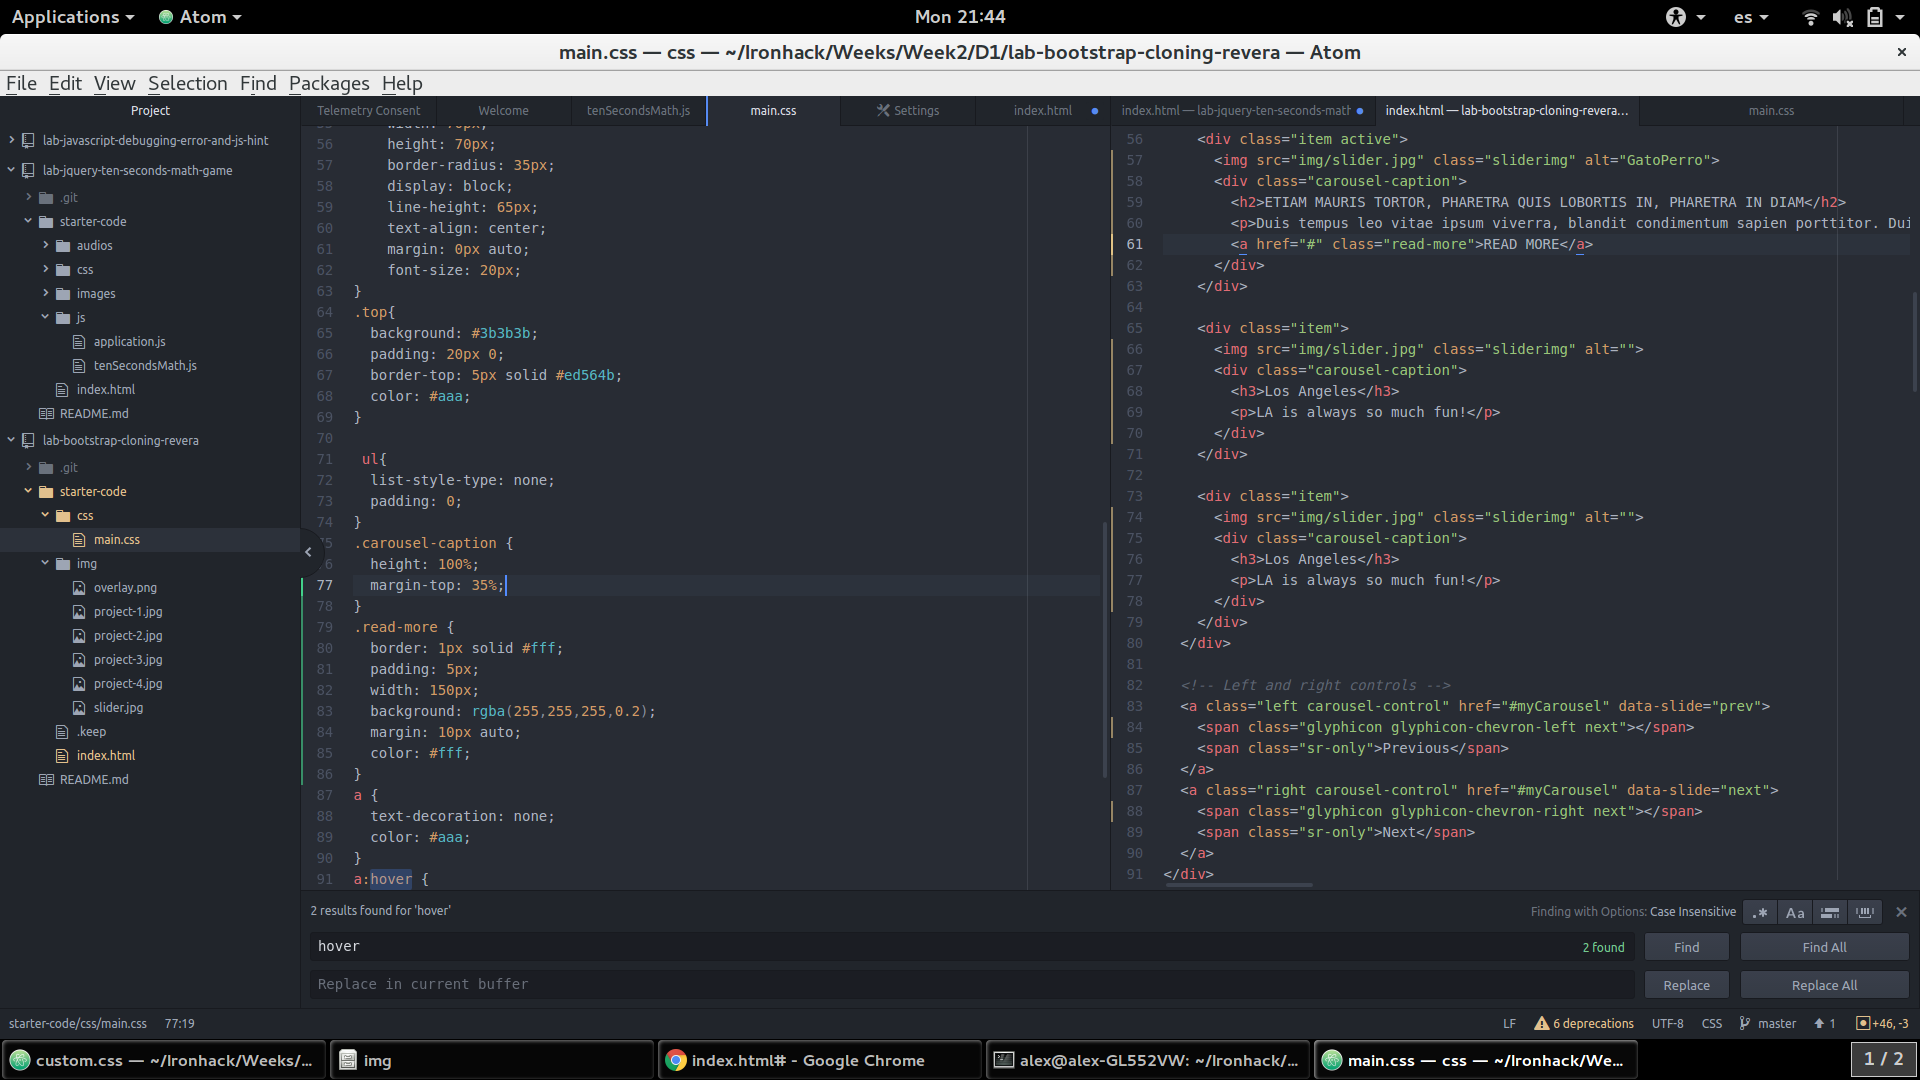 Applications
Atom
Mon 21:44
es
main.css — css — ~/Ironhack/Weeks/Week2/D1/lab-bootstrap-cloning-revera — Atom
File Edit View Selection Find Packages Help
Project
lab-javascript-debugging-error-and-js-hint
lab-jquery-ten-seconds-math-game
.git
starter-code
audios
css
images
js
application.js
tenSecondsMath.js
index.html
README.md
lab-bootstrap-cloning-revera
.git
starter-code
css
main.css
img
overlay.png
project-1.jpg
project-2.jpg
project-3.jpg
project-4.jpg
slider.jpg
.keep
index.html
README.md
Telemetry Consent
Welcome
tenSecondsMath.js
main.css
Settings
index.html
index.html — lab-jquery-ten-seconds-math
index.html — lab-bootstrap-cloning-revera...
main.css
56 height: 70px;
57 border-radius: 35px;
58 display: block;
59 line-height: 65px;
60 text-align: center;
61 margin: 0px auto;
62 font-size: 20px;
63 }
64 .top{
65 background: #3b3b3b;
66 padding: 20px 0;
67 border-top: 5px solid #ed564b;
68 color: #aaa;
69 }
70
71 ul{
72 list-style-type: none;
73 padding: 0;
74 }
75 .carousel-caption {
76 height: 100%;
77 margin-top: 35%;
78 }
79 .read-more {
80 border: 1px solid #fff;
81 padding: 5px;
82 width: 150px;
83 background: rgba(255,255,255,0.2);
84 margin: 10px auto;
85 color: #fff;
86 }
87 a {
88 text-decoration: none;
89 color: #aaa;
90 }
91 a:hover {
56 <div class="item active">
57 <img src="img/slider.jpg" class="sliderimg" alt="GatoPerro">
58 <div class="carousel-caption">
59 <h2>ETIAM MAURIS TORTOR, PHARETRA QUIS LOBORTIS IN, PHARETRA IN DIAM</h2>
60 <p>Duis tempus leo vitae ipsum viverra, blandit condimentum sapien porttitor. Dui
61 <a href="#" class="read-more">READ MORE</a>
62 </div>
63 </div>
64
65 <div class="item">
66 <img src="img/slider.jpg" class="sliderimg" alt="">
67 <div class="carousel-caption">
68 <h3>Los Angeles</h3>
69 <p>LA is always so much fun!</p>
70 </div>
71 </div>
72
73 <div class="item">
74 <img src="img/slider.jpg" class="sliderimg" alt="">
75 <div class="carousel-caption">
76 <h3>Los Angeles</h3>
77 <p>LA is always so much fun!</p>
78 </div>
79 </div>
80 </div>
81
82 <!-- Left and right controls -->
83 <a class="left carousel-control" href="#myCarousel" data-slide="prev">
84 <span class="glyphicon glyphicon-chevron-left next"></span>
85 <span class="sr-only">Previous</span>
86 </a>
87 <a class="right carousel-control" href="#myCarousel" data-slide="next">
88 <span class="glyphicon glyphicon-chevron-right next"></span>
89 <span class="sr-only">Next</span>
90 </a>
91 </div>
2 results found for 'hover'
Finding with Options: Case Insensitive
.* Aa
hover
2 found
Find
Find All
Replace in current buffer
Replace
Replace All
starter-code/css/main.css 77:19
LF
6 deprecations
UTF-8
CSS
master
1
+46, -3
custom.css — ~/Ironhack/Weeks/...
img
index.html# - Google Chrome
alex@alex-GL552VW: ~/Ironhack/...
main.css — css — ~/Ironhack/We...
1 / 2